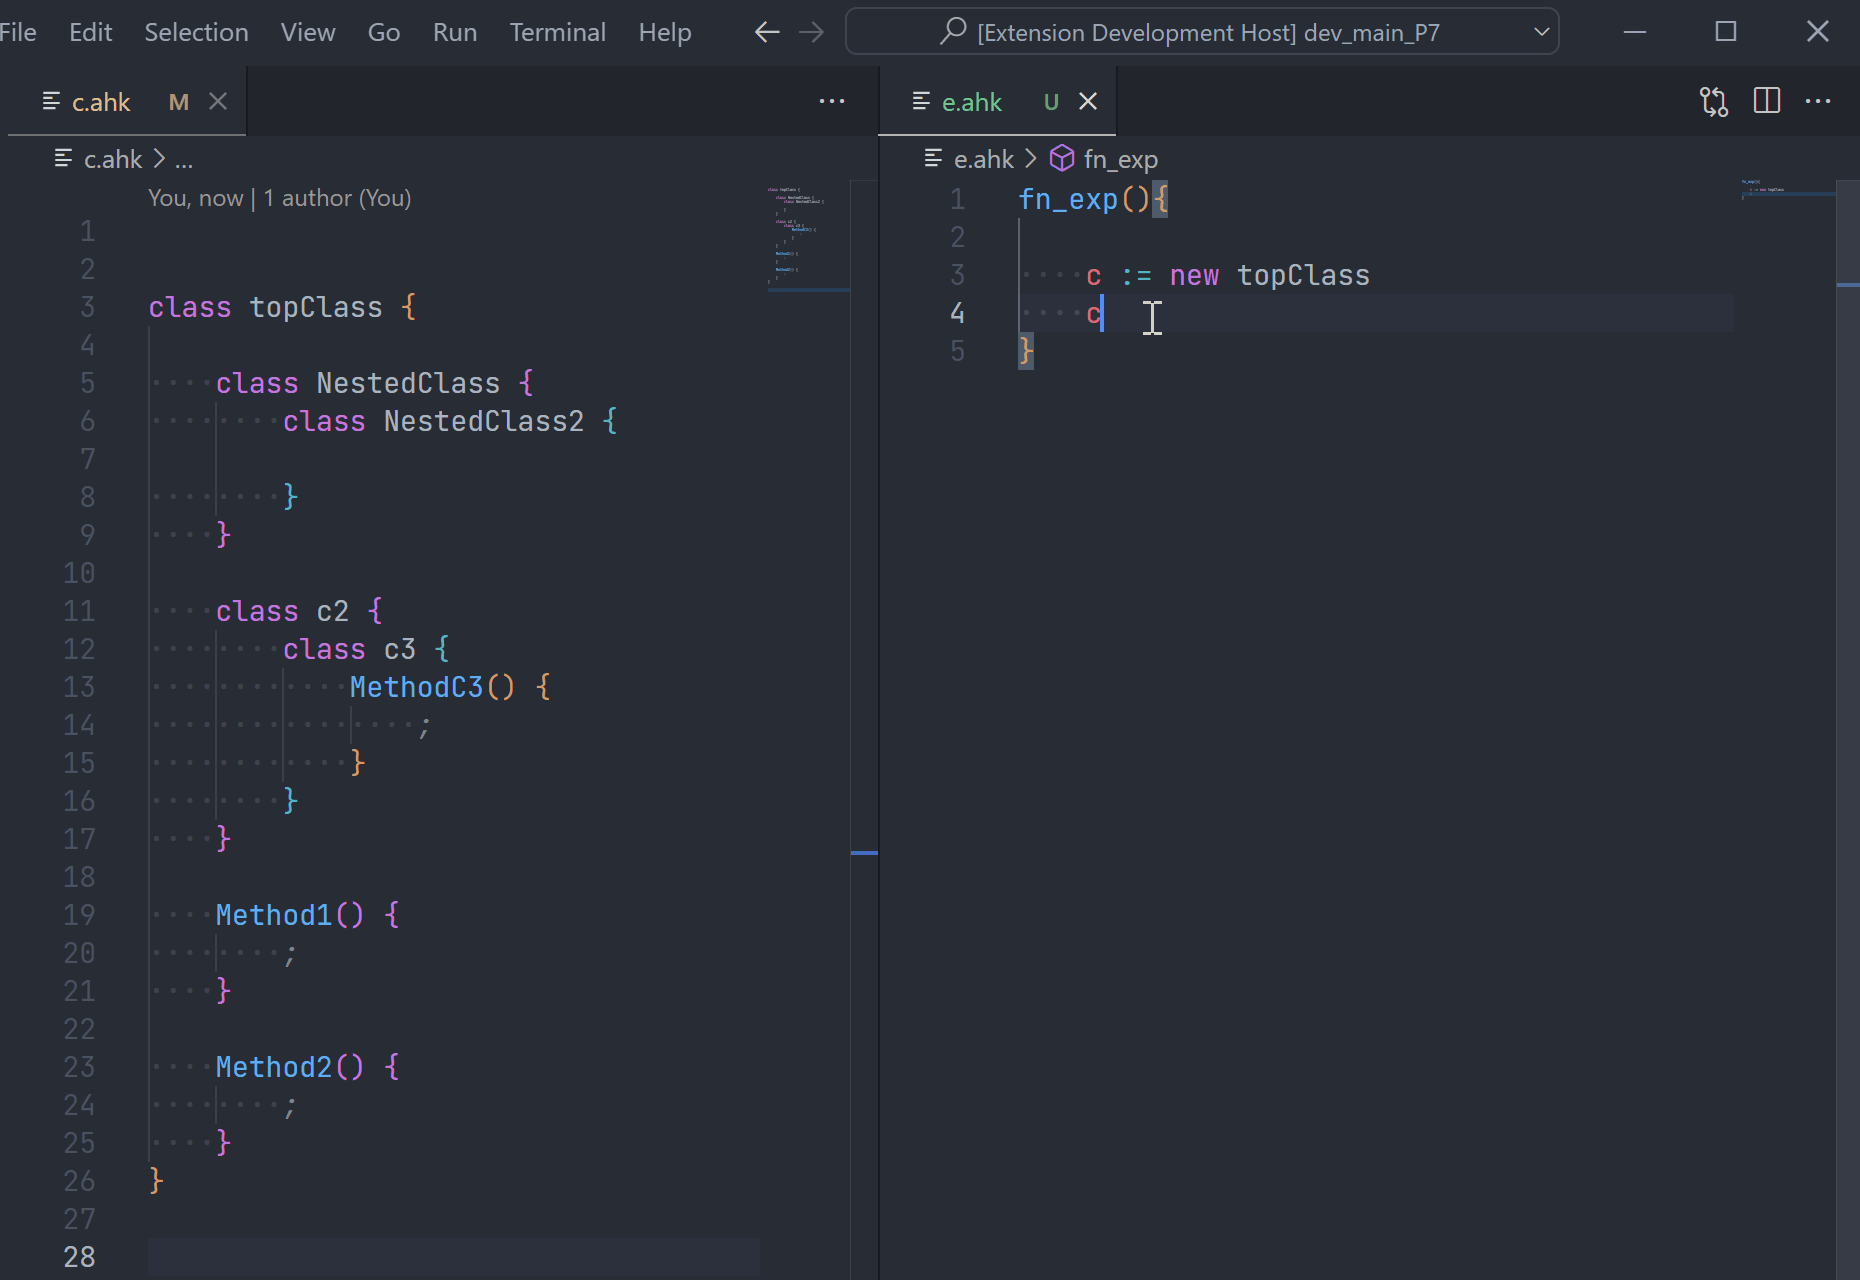 File Edit Selection View Go Run Terminal Help [Extension Development Host] dev_main_P7
c.ahk M
c.ahk > ...
You, now | 1 author (You)
1
2
3 class topClass {
4
5 class NestedClass {
6 class NestedClass2 {
7
8 }
9 }
10
11 class c2 {
12 class c3 {
13 MethodC3() {
14 ;
15 }
16 }
17 }
18
19 Method1() {
20 ;
21 }
22
23 Method2() {
24 ;
25 }
26 }
27
28
e.ahk U
e.ahk > fn_exp
1 fn_exp(){
2
3 c := new topClass
4 c
5 }